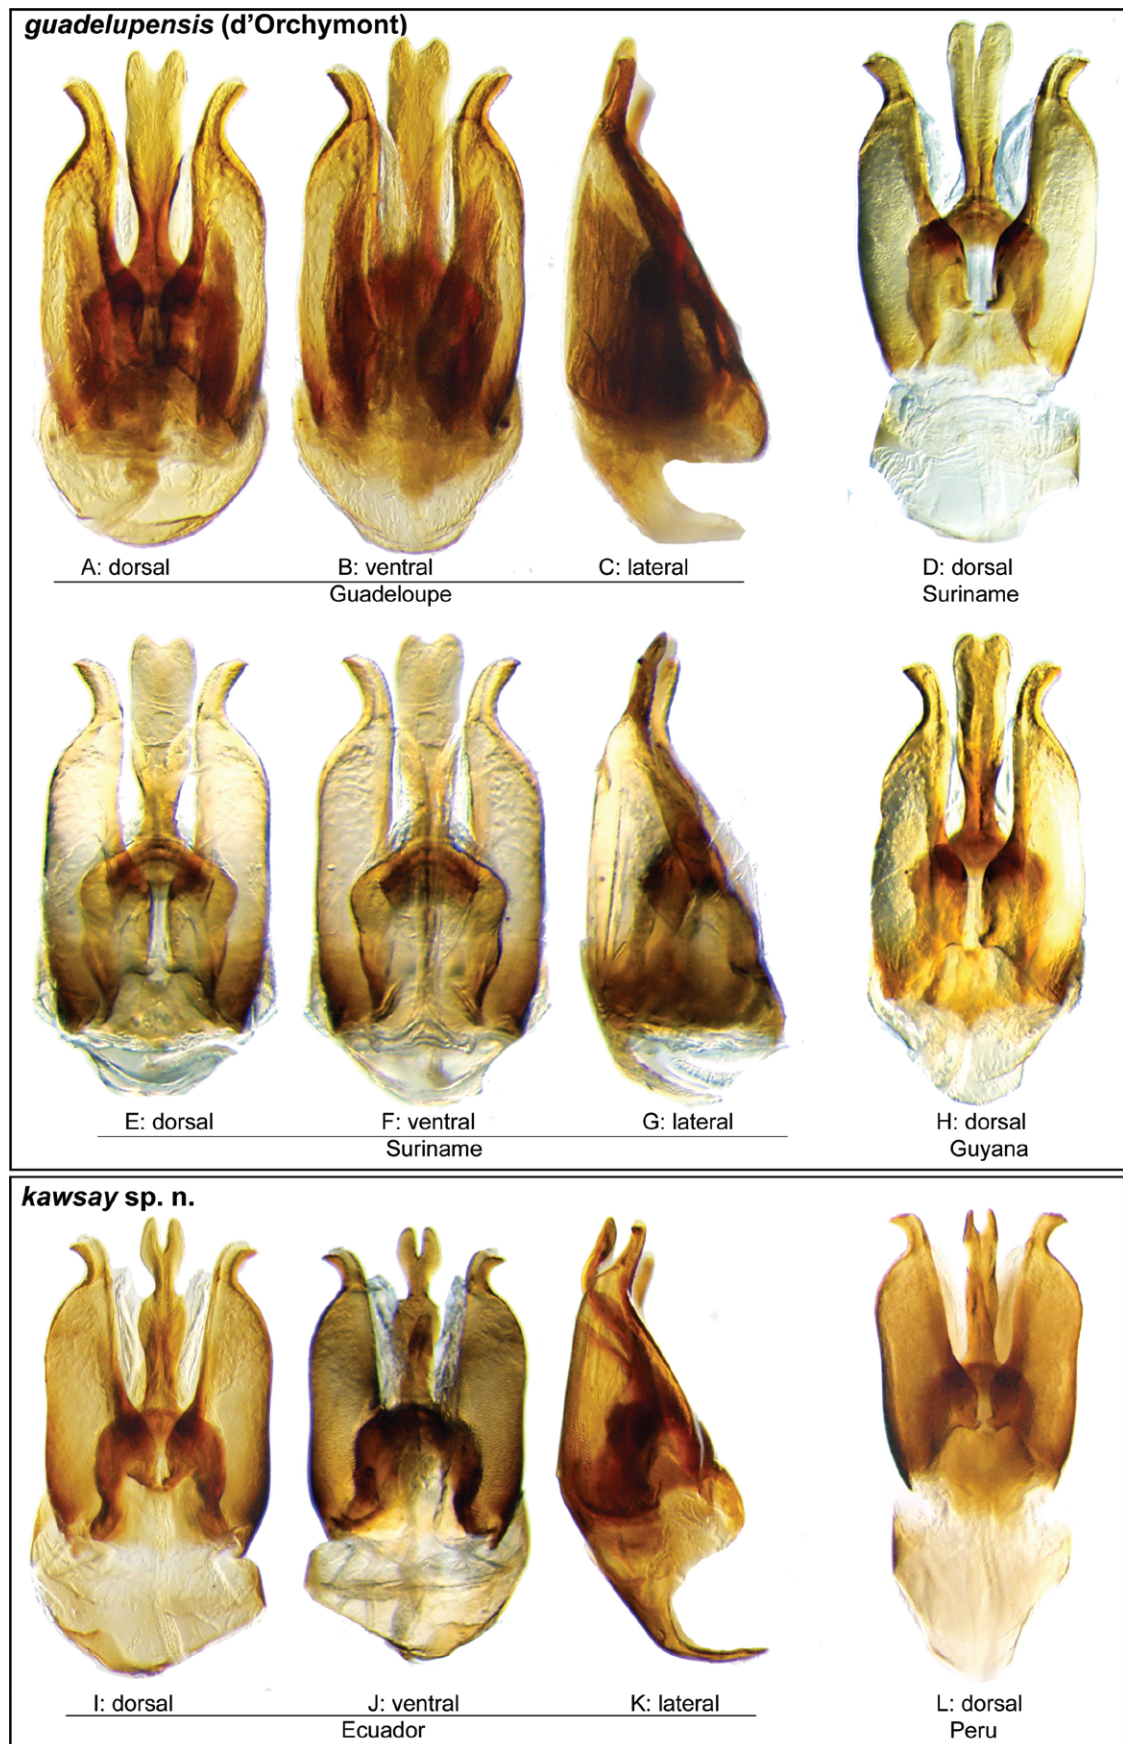 guadelupensis (d’Orchymont)
A: dorsal
B: ventral
C: lateral
D: dorsal
Guadeloupe
Suriname
E: dorsal
F: ventral
G: lateral
H: dorsal
Suriname
Guyana
kawsay sp. n.
I: dorsal
J: ventral
K: lateral
L: dorsal
Ecuador
Peru